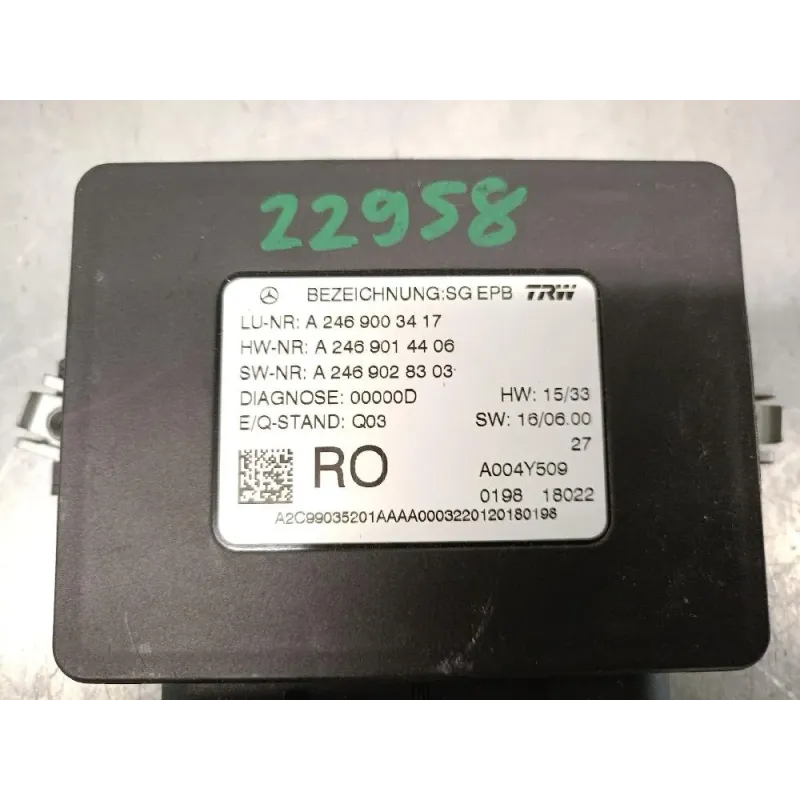 22958
BEZEICHNUNG:SG EPB TRW
LU-NR: A 246 900 34 17
HW-NR: A 246 901 44 06
SW-NR: A 246 902 83 03
DIAGNOSE: 00000D HW: 15/33
E/Q-STAND: Q03 SW: 16/06.00
27
RO A004Y509
0198 18022
A2C99035201AAAA0003220120180198